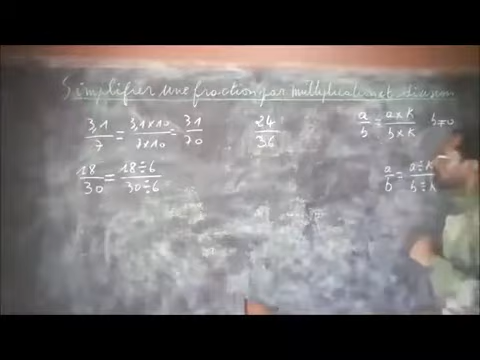 Simplifier une fraction par multiplication et division
3,1/7 = 3,1×10/7×10 = 31/70 24/36 a/b = a×k/b×k b≠0
18/30 = 18÷6/30÷6 a/b = a÷k/b÷k